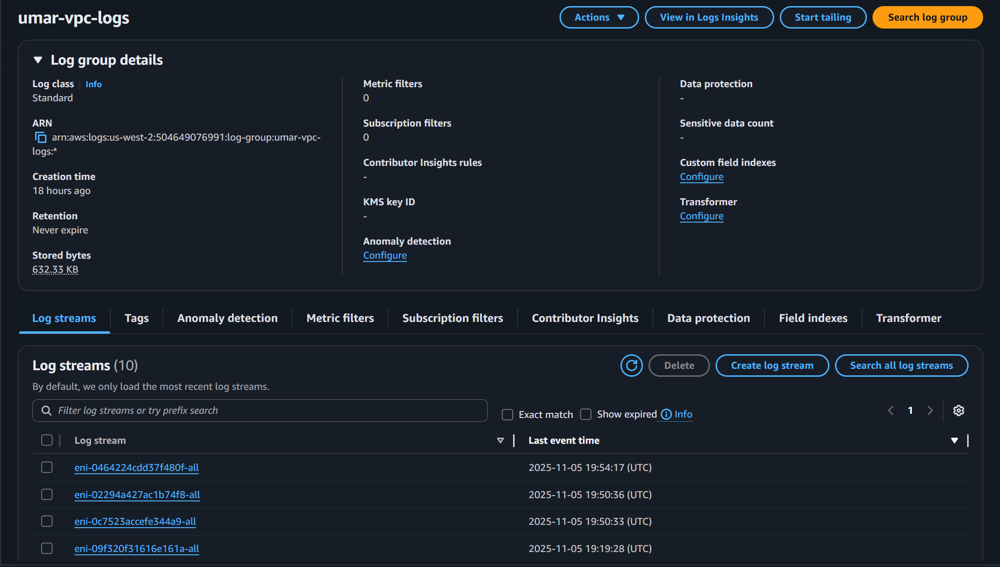 umar-vpc-logs
Actions
View in Logs Insights
Start tailing
Search log group
Log group details
Log class
Info
Standard
ARN
arn:aws:logs:us-west-2:504649076991:log-group:umar-vpc-
logs:*
Creation time
18 hours ago
Retention
Never expire
Stored bytes
632.33 KB
Metric filters
0
Subscription filters
0
Contributor Insights rules
-
KMS key ID
-
Anomaly detection
Configure
Data protection
-
Sensitive data count
-
Custom field indexes
Configure
Transformer
Configure
Log streams
Tags
Anomaly detection
Metric filters
Subscription filters
Contributor Insights
Data protection
Field indexes
Transformer
Log streams (10)
Delete
Create log stream
Search all log streams
By default, we only load the most recent log streams.
Filter log streams or try prefix search
Exact match
Show expired
Info
1
Log stream
Last event time
eni-0464224cdd37f480f-all
2025-11-05 19:54:17 (UTC)
eni-02294a427ac1b74f8-all
2025-11-05 19:50:36 (UTC)
eni-0c7523accefe344a9-all
2025-11-05 19:50:33 (UTC)
eni-09f320f31616e161a-all
2025-11-05 19:19:28 (UTC)